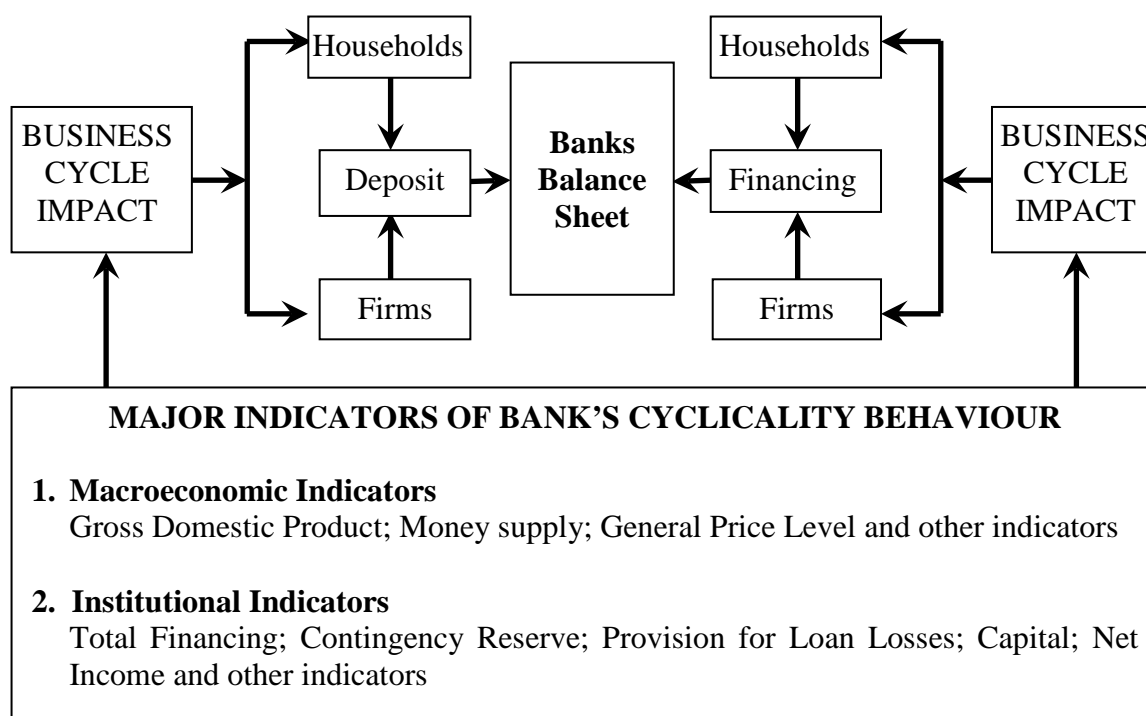 Households
Households
BUSINESS
CYCLE
IMPACT
Banks
Balance
Sheet
BUSINESS
CYCLE
IMPACT
Deposit
Financing
Firms
Firms
MAJOR INDICATORS OF BANK’S CYCLICALITY BEHAVIOUR
1. Macroeconomic Indicators
Gross Domestic Product; Money supply; General Price Level and other indicators
2. Institutional Indicators
Total Financing; Contingency Reserve; Provision for Loan Losses; Capital; Net
Income and other indicators